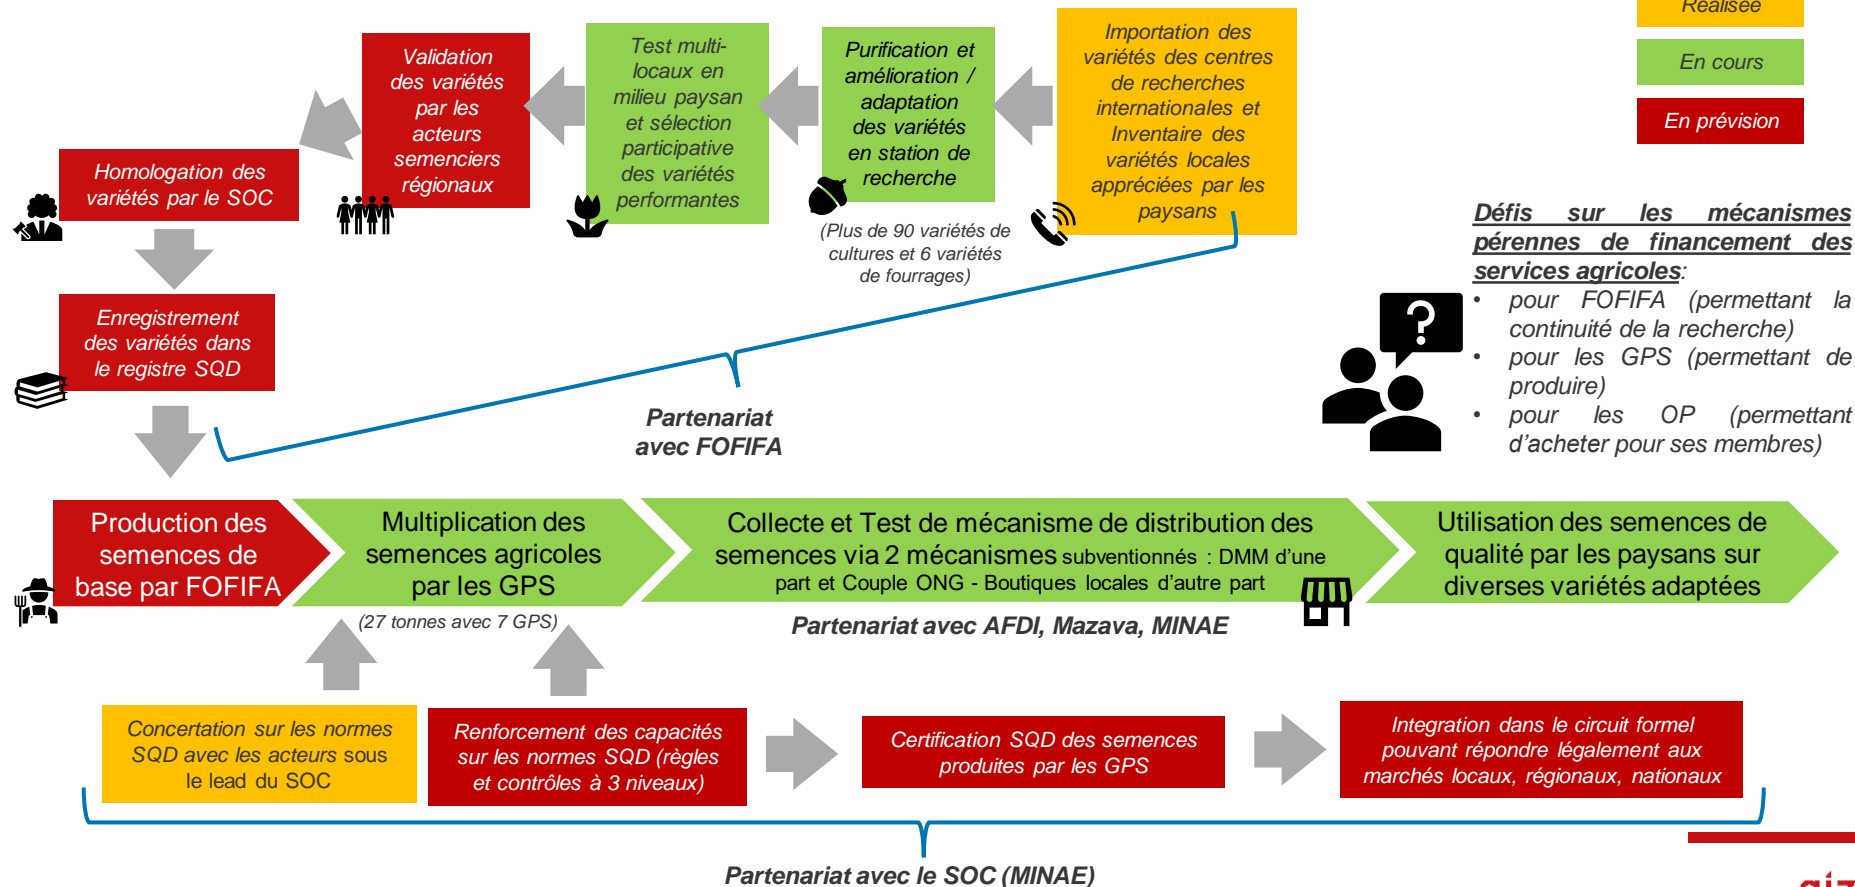 Réalisée
En cours
En prévision
Importation des
variétés des centres
de recherches
internationales et
Inventaire des
variétés locales
appréciées par les
paysans
Purification et
amélioration /
adaptation
des variétés
en station de
recherche
(Plus de 90 variétés de
cultures et 6 variétés
de fourrages)
Test multi-
locaux en
milieu paysan
et sélection
participative
des variétés
performantes
Validation
des variétés
par les
acteurs
semenciers
régionaux
Homologation des
variétés par le SOC
Enregistrement
des variétés dans
le registre SQD
Partenariat
avec FOFIFA
Défis sur les mécanismes
pérennes de financement des
services agricoles:
• pour FOFIFA (permettant la
continuité de la recherche)
• pour les GPS (permettant de
produire)
• pour les OP (permettant
d'acheter pour ses membres)
?
Production des
semences de
base par FOFIFA
Multiplication des
semences agricoles
par les GPS
(27 tonnes avec 7 GPS)
Collecte et Test de mécanisme de distribution des
semences via 2 mécanismes subventionnés : DMM d'une
part et Couple ONG - Boutiques locales d'autre part
Partenariat avec AFDI, Mazava, MINAE
Utilisation des semences de
qualité par les paysans sur
diverses variétés adaptées
Concertation sur les normes
SQD avec les acteurs sous
le lead du SOC
Renforcement des capacités
sur les normes SQD (règles
et contrôles à 3 niveaux)
Certification SQD des semences
produites par les GPS
Integration dans le circuit formel
pouvant répondre légalement aux
marchés locaux, régionaux, nationaux
Partenariat avec le SOC (MINAE)
giz